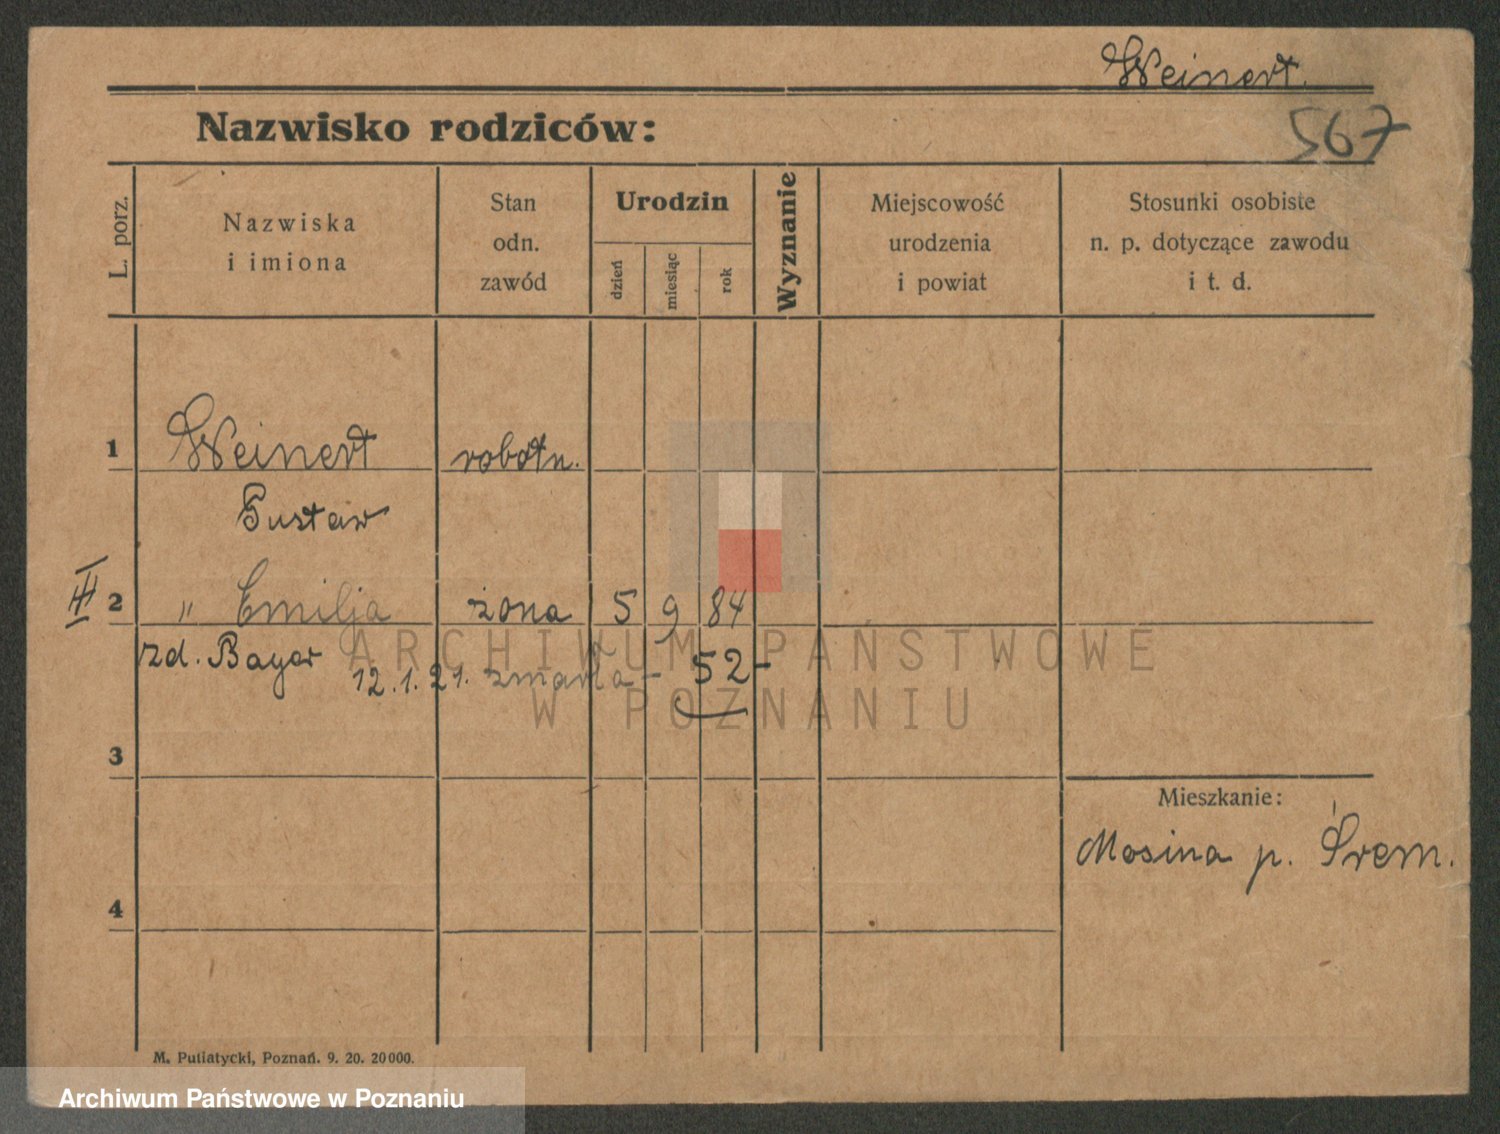 Weinert.
Nazwisko rodziców:
567
L. porz.
Nazwiska
i imiona
Stan
odn.
zawód
Urodzin
dzień
miesiąc
rok
Wyznanie
Miejscowość
urodzenia
i powiat
Stosunki osobiste
n. p. dotyczące zawodu
i t. d.
1 Weinert robotn.
Gustaw
II 2 " Emilja żona 5 9 84
zd. Bayer
12.1.21. zmarła - 52 -
3
Mieszkanie:
Mosina p. Śrem.
4
M. Putiatycki, Poznań. 9. 20. 20000.
ARCHIWUM PAŃSTWOWE
W POZNANIU
Archiwum Państwowe w Poznaniu